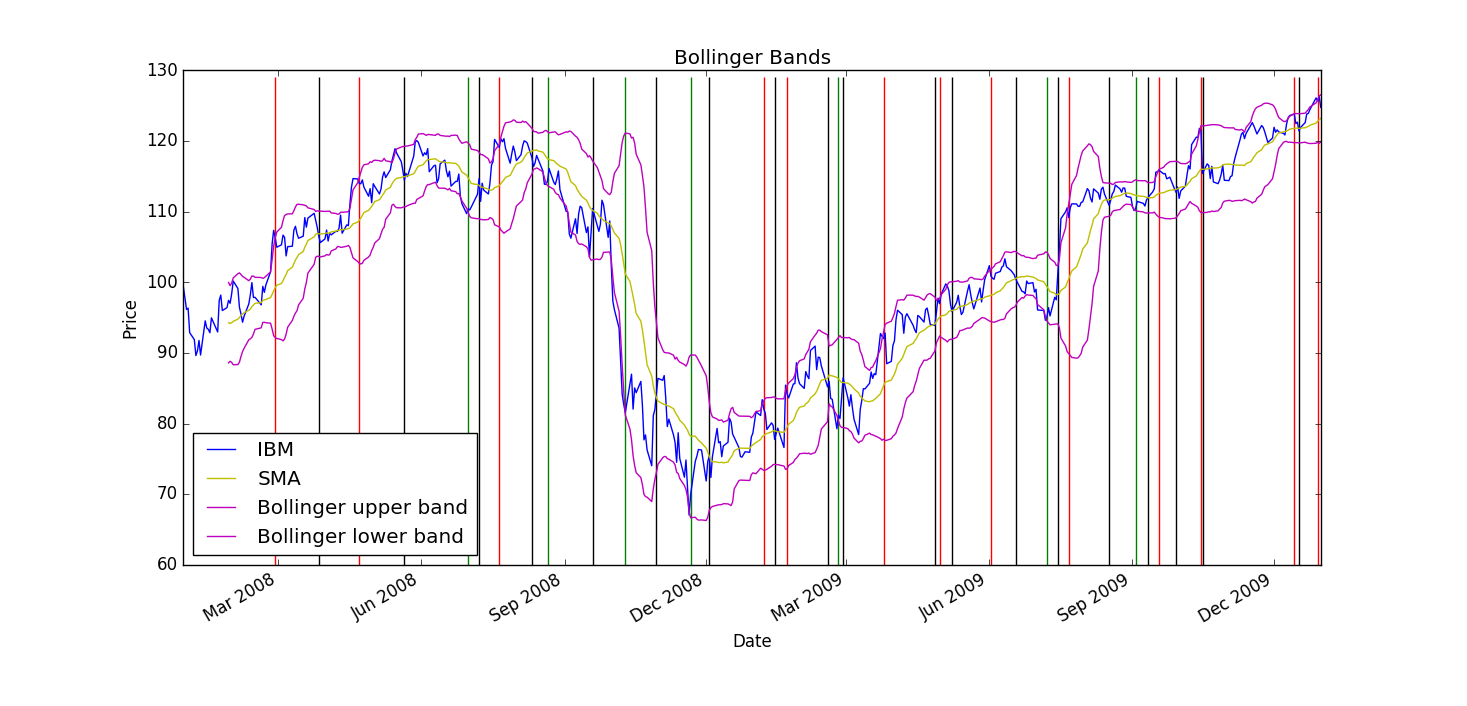 Bollinger Bands
130
120
110
100
90
80
70
60
Price
IBM
SMA
Bollinger upper band
Bollinger lower band
Mar 2008
Jun 2008
Sep 2008
Dec 2008
Mar 2009
Jun 2009
Sep 2009
Dec 2009
Date